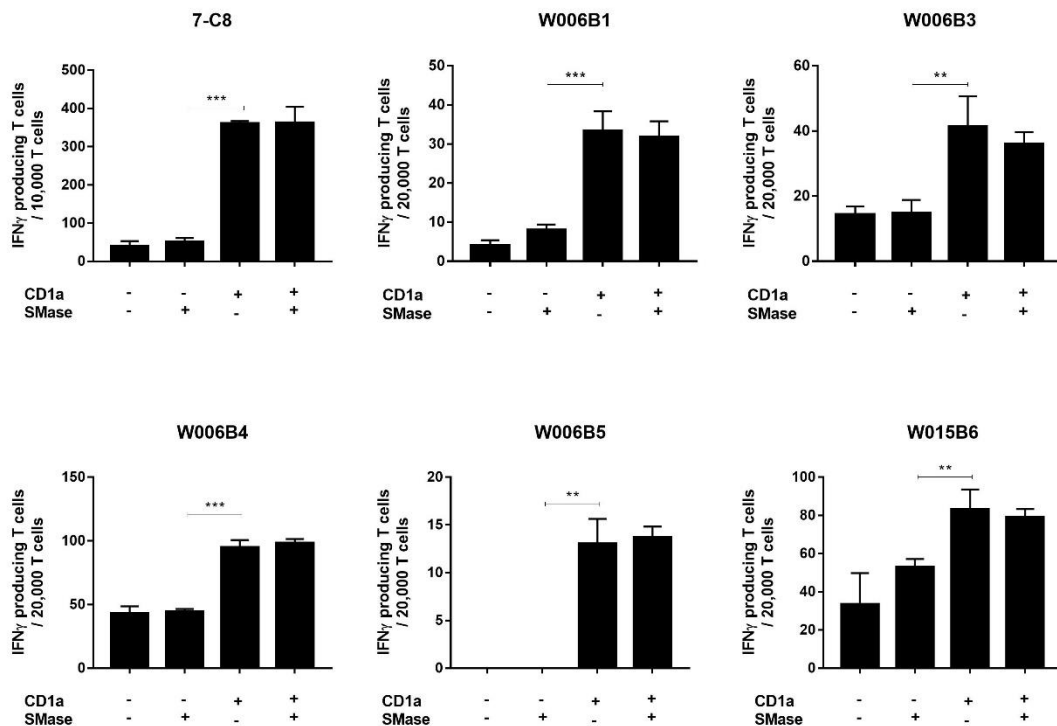 7-C8
IFNγ producing T cells
/ 10,000 T cells
500
400
300
200
100
0
***
CD1a - - + +
SMase - + - +
W006B1
IFNγ producing T cells
/ 20,000 T cells
50
40
30
20
10
0
***
CD1a - - + +
SMase - + - +
W006B3
IFNγ producing T cells
/ 20,000 T cells
60
40
20
0
**
CD1a - - + +
SMase - + - +
W006B4
IFNγ producing T cells
/ 20,000 T cells
150
100
50
0
***
CD1a - - + +
SMase - + - +
W006B5
IFNγ producing T cells
/ 20,000 T cells
20
15
10
5
0
**
CD1a - - + +
SMase - + - +
W015B6
IFNγ producing T cells
/ 20,000 T cells
100
80
60
40
20
0
**
CD1a - - + +
SMase - + - +